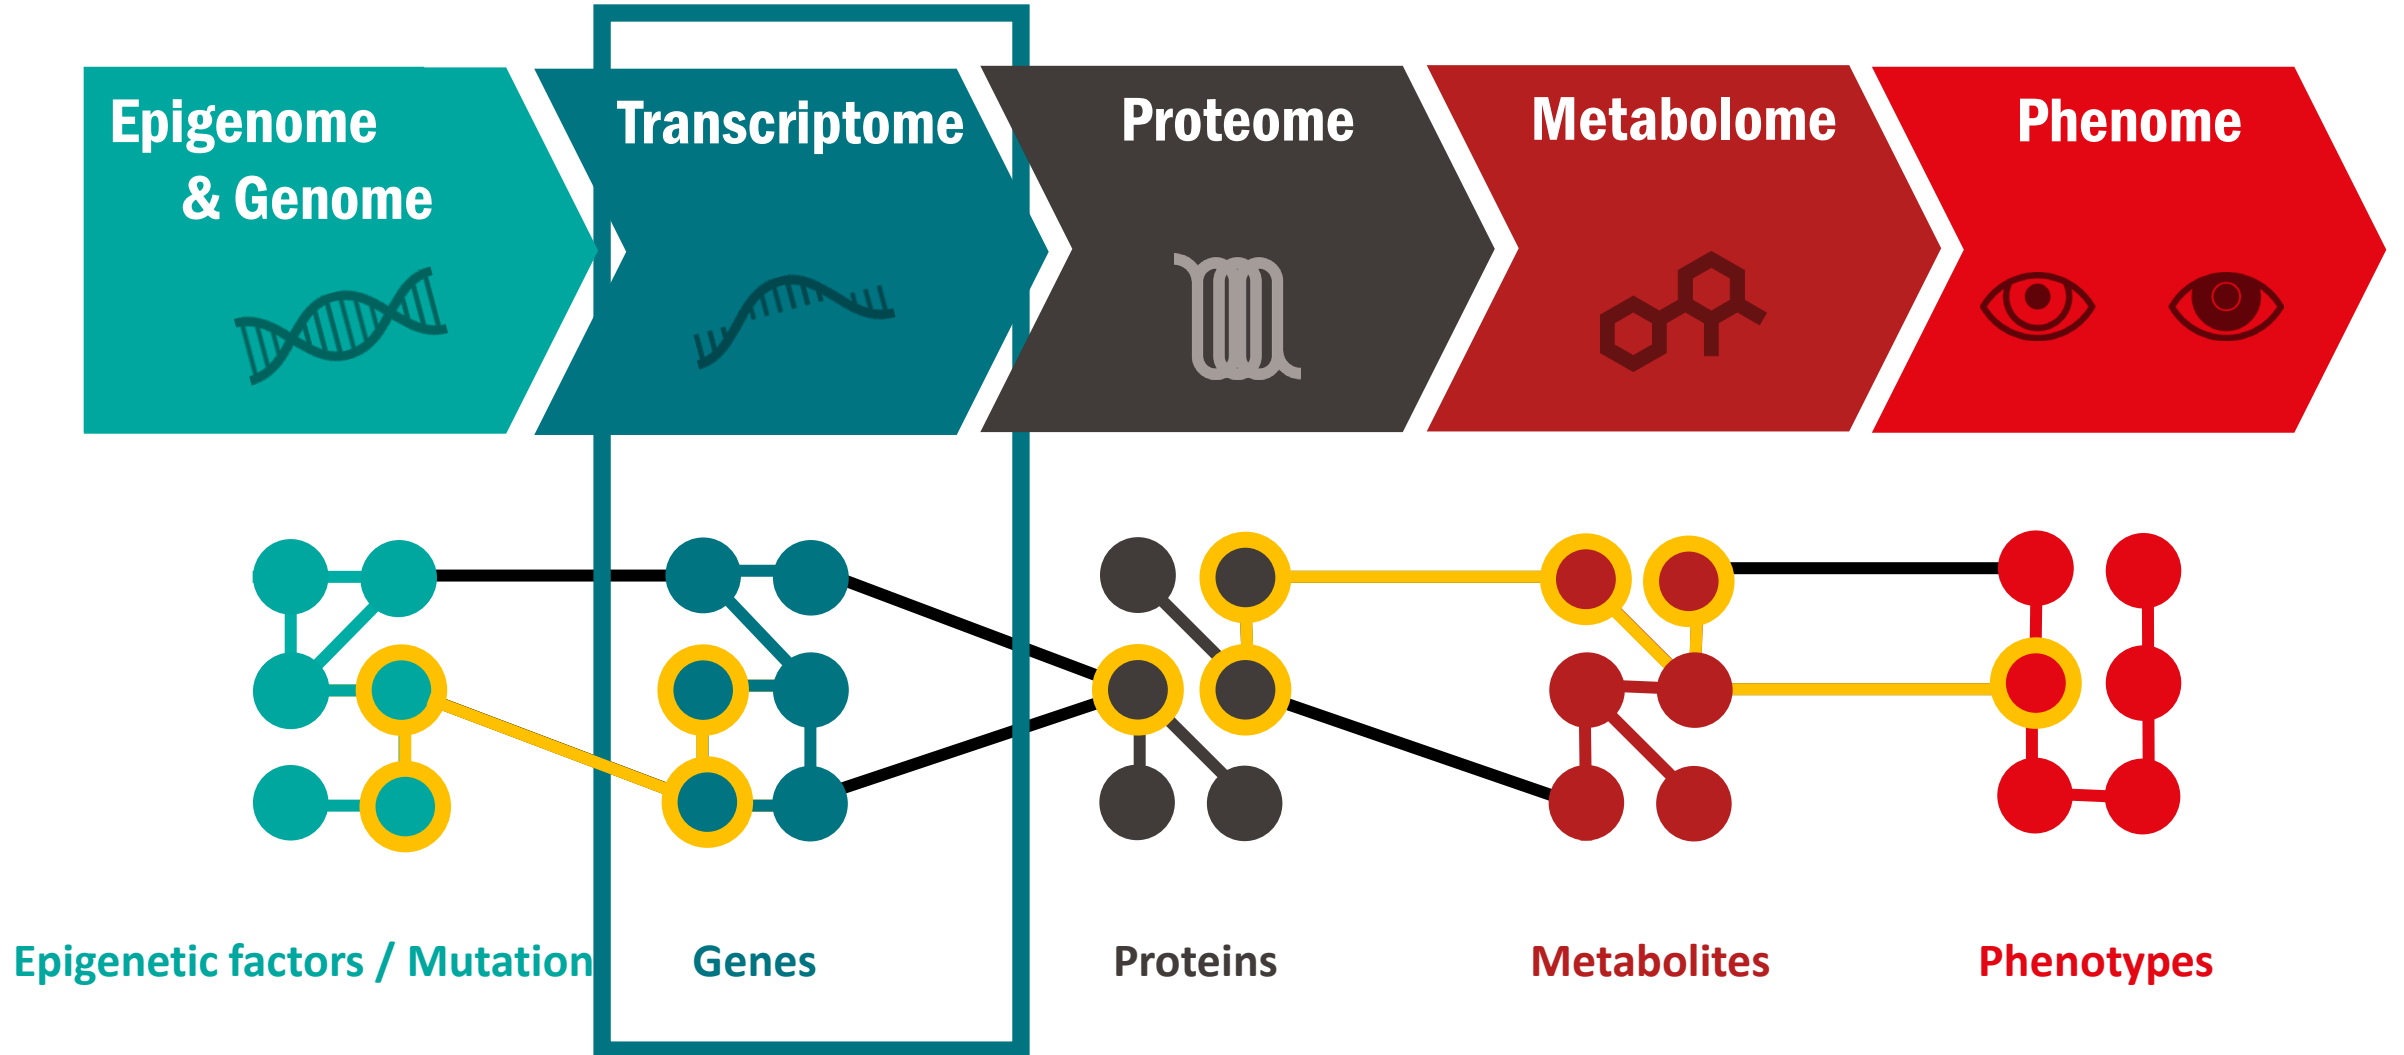 Epigenome
& Genome
Transcriptome
Proteome
Metabolome
Phenome
Epigenetic factors / Mutation
Genes
Proteins
Metabolites
Phenotypes